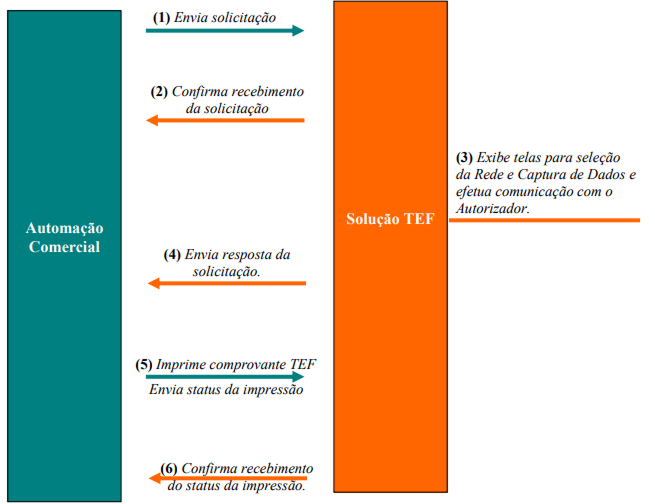 (1) Envia solicitação
(2) Confirma recebimento
da solicitação
(3) Exibe telas para seleção
da Rede e Captura de Dados e
efetua comunicação com o
Autorizador.
Automação
Comercial
Solução TEF
(4) Envia resposta da
solicitação.
(5) Imprime comprovante TEF
Envia status da impressão
(6) Confirma recebimento
do status da impressão.